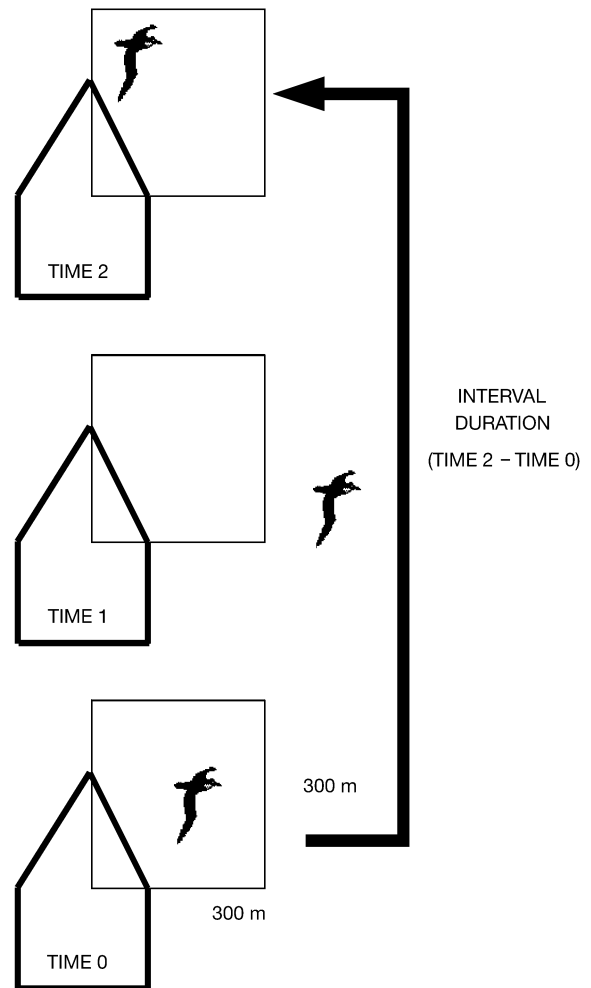 TIME 2
INTERVAL
DURATION
(TIME 2 – TIME 0)
TIME 1
300 m
300 m
TIME 0